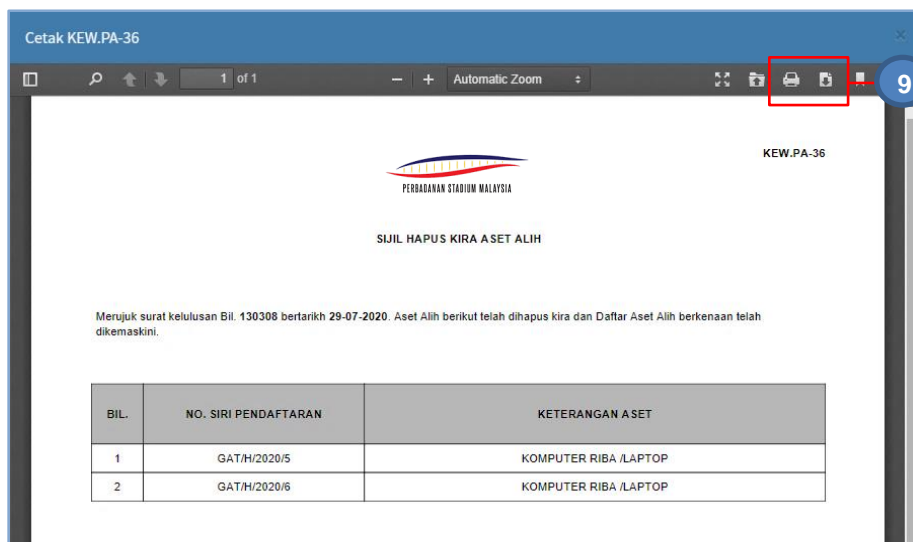 Cetak KEW.PA-36
×
1 of 1
− + Automatic Zoom
9
KEW.PA-36
PERBADANAN STADIUM MALAYSIA
SIJIL HAPUS KIRA ASET ALIH
Merujuk surat kelulusan Bil. 130308 bertarikh 29-07-2020. Aset Alih berikut telah dihapus kira dan Daftar Aset Alih berkenaan telah
dikemaskini.
BIL. NO. SIRI PENDAFTARAN KETERANGAN ASET
1 GAT/H/2020/5 KOMPUTER RIBA /LAPTOP
2 GAT/H/2020/6 KOMPUTER RIBA /LAPTOP